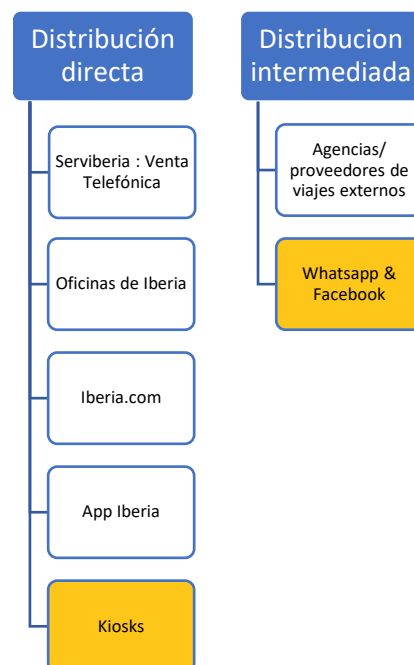 Distribución
directa
Serviberia : Venta
Telefónica
Oficinas de Iberia
Iberia.com
App Iberia
Kiosks
Distribucion
intermediada
Agencias/
proveedores de
viajes externos
Whatsapp &
Facebook